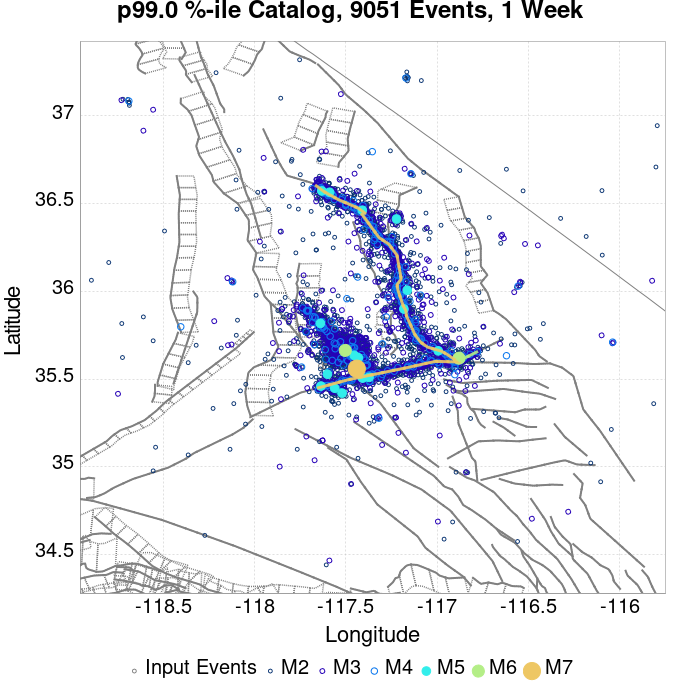 p99.0 %-ile Catalog, 9051 Events, 1 Week
37
36.5
36
35.5
35
34.5
Latitude
-118.5 -118 -117.5 -117 -116.5 -116
Longitude
Input Events M2 M3 M4 M5 M6 M7